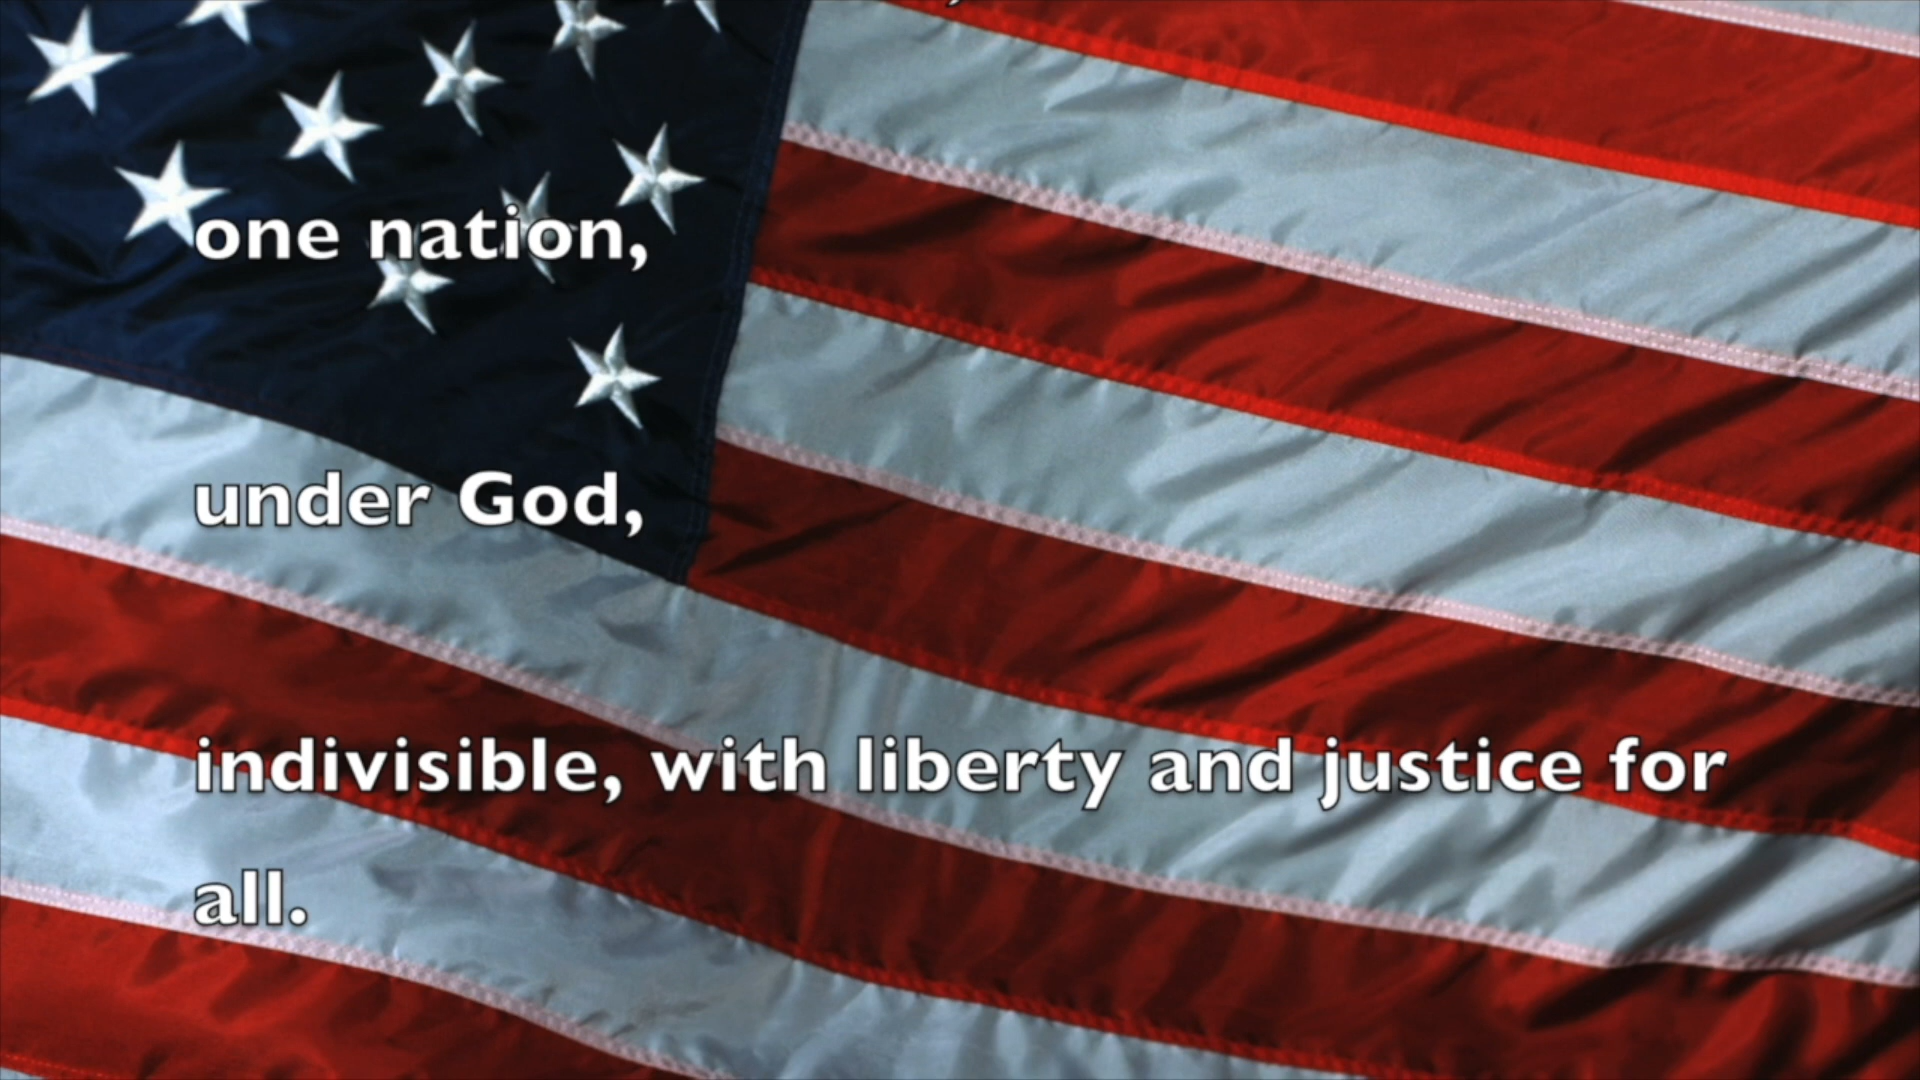 one nation,
under God,
indivisible, with liberty and justice for
all.